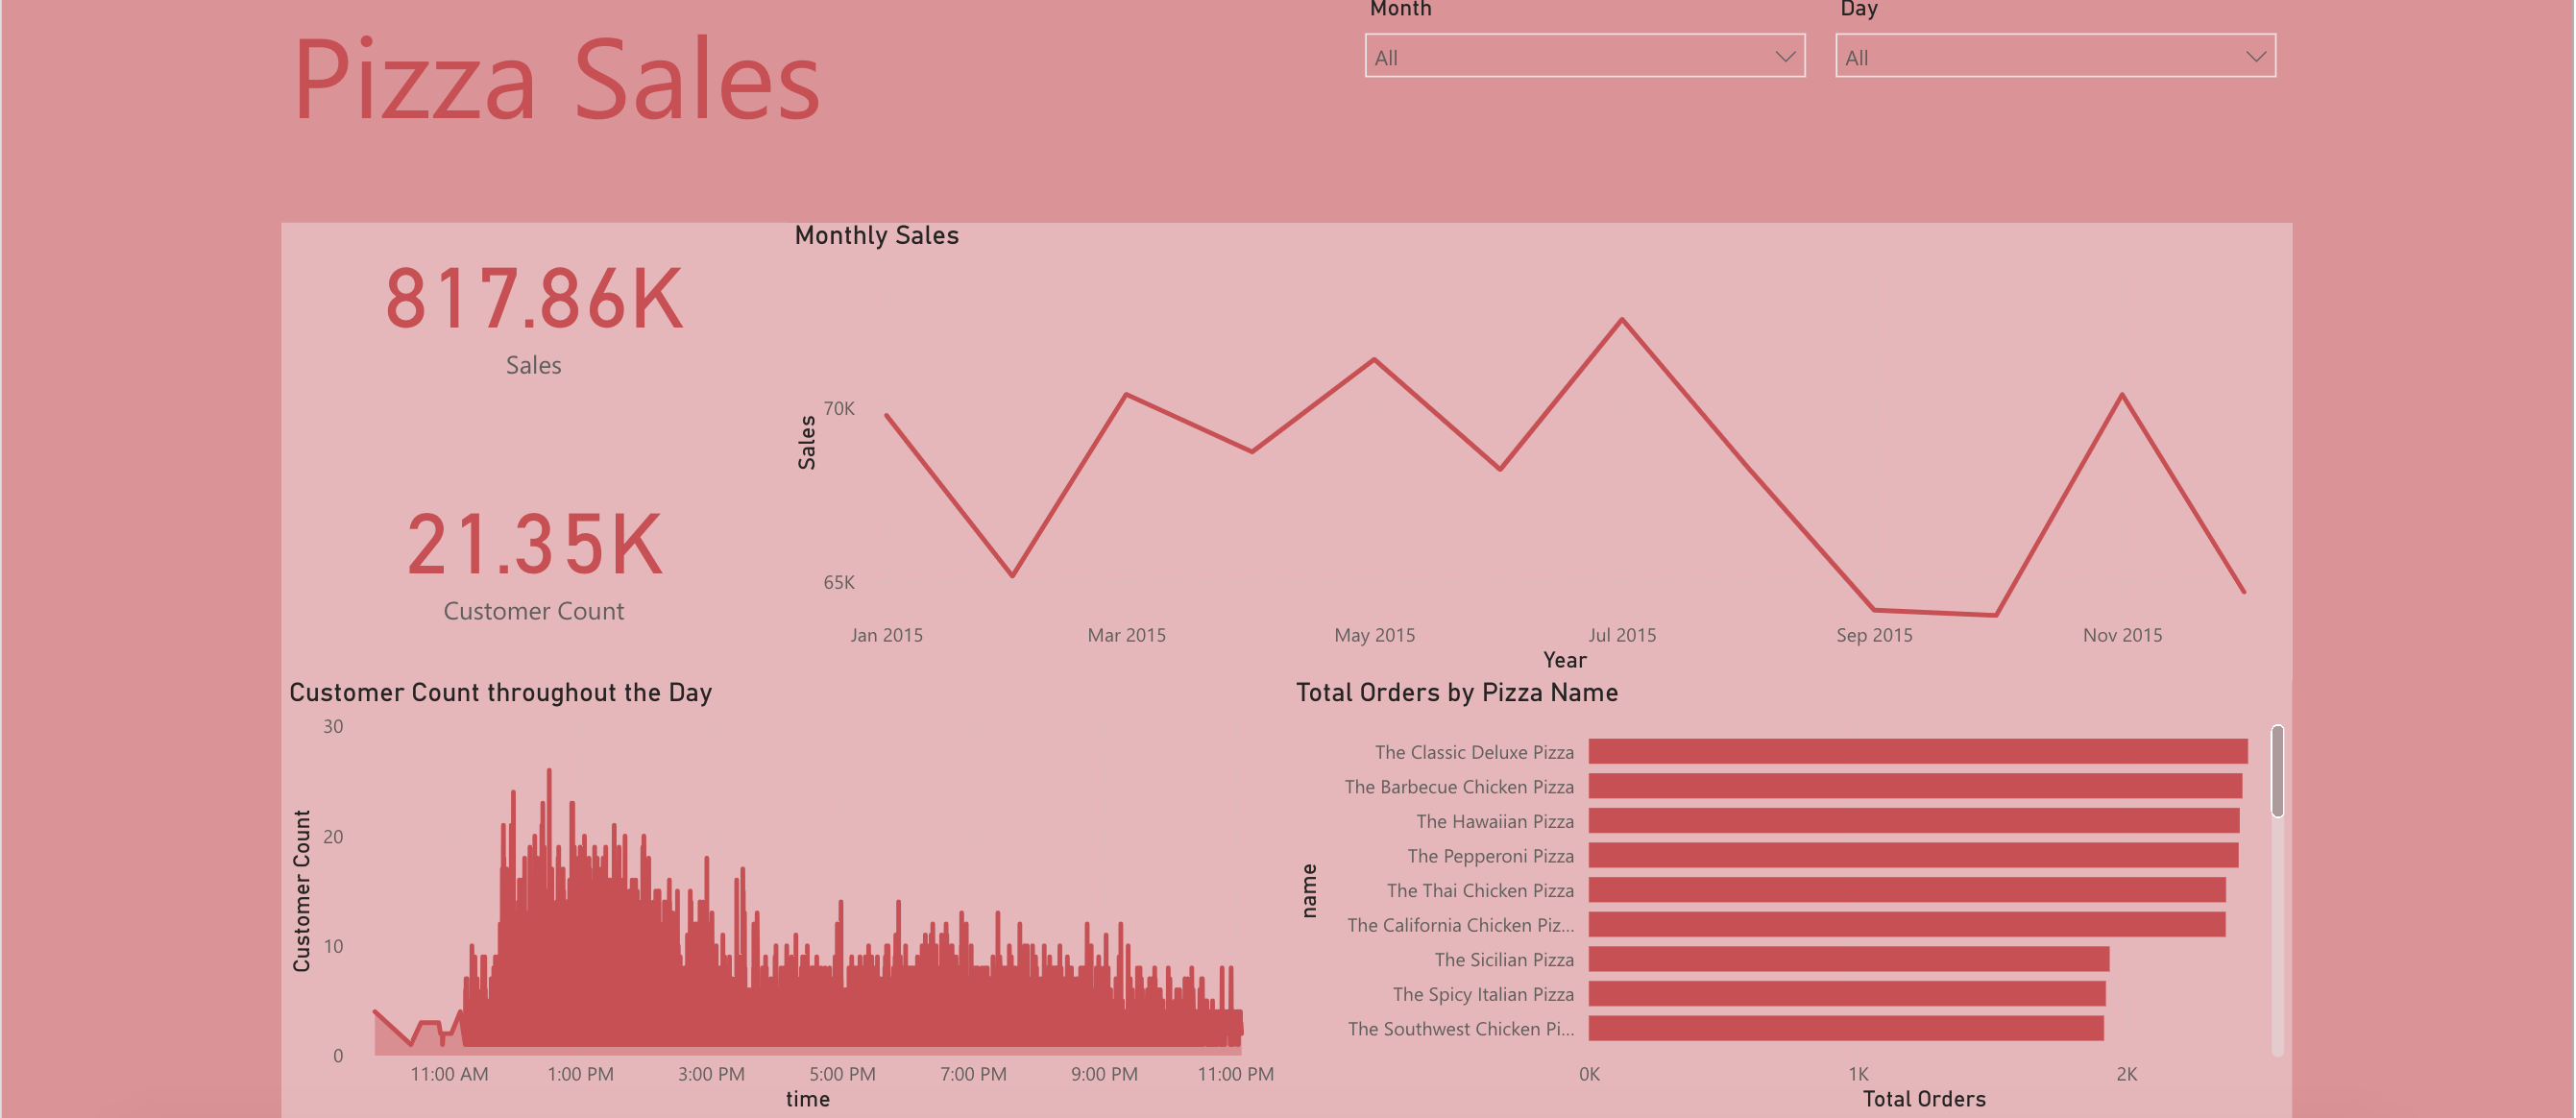 Pizza Sales
Month
All
Day
All
817.86K
Sales
21.35K
Customer Count
Monthly Sales
Sales
70K
65K
Jan 2015
Mar 2015
May 2015
Jul 2015
Sep 2015
Nov 2015
Year
Customer Count throughout the Day
Customer Count
30
20
10
0
11:00 AM
1:00 PM
3:00 PM
5:00 PM
7:00 PM
9:00 PM
11:00 PM
time
Total Orders by Pizza Name
name
The Classic Deluxe Pizza
The Barbecue Chicken Pizza
The Hawaiian Pizza
The Pepperoni Pizza
The Thai Chicken Pizza
The California Chicken Piz...
The Sicilian Pizza
The Spicy Italian Pizza
The Southwest Chicken Pi...
0K
1K
2K
Total Orders